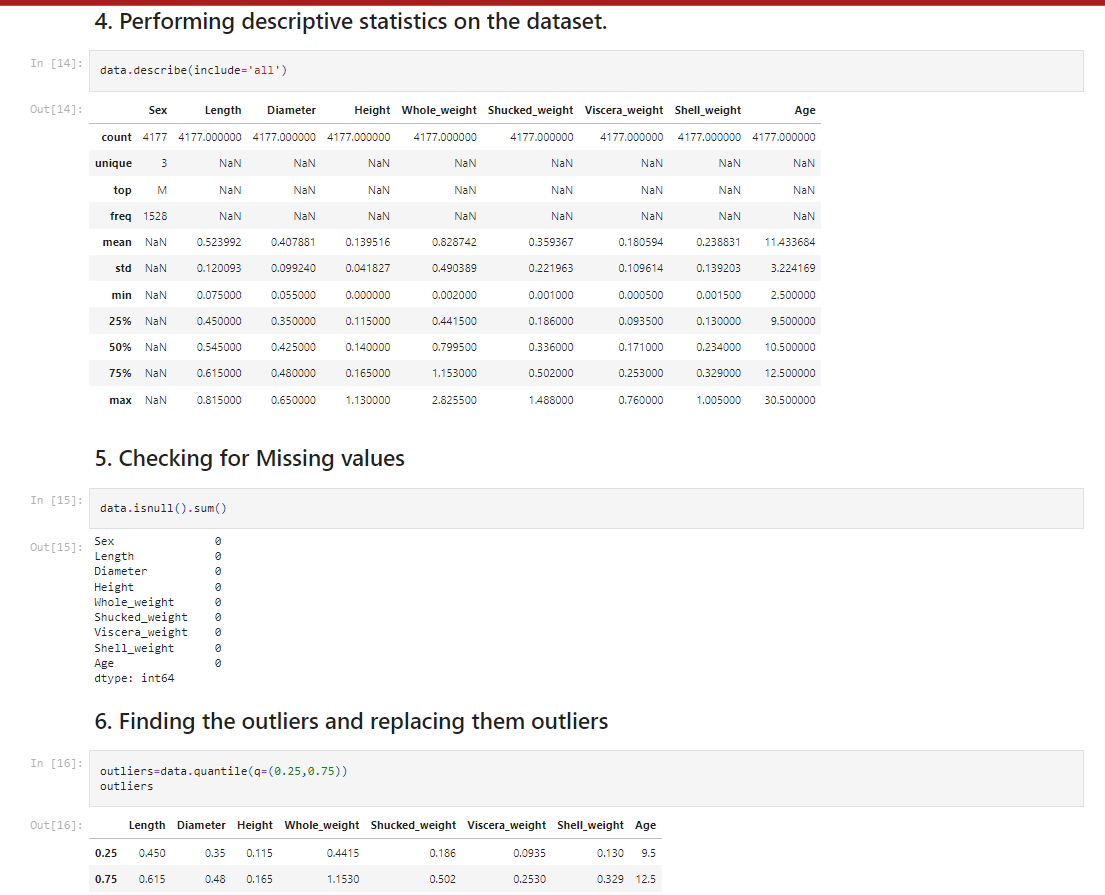 4. Performing descriptive statistics on the dataset.
In [14]: data.describe(include='all')
Out[14]: Sex Length Diameter Height Whole_weight Shucked_weight Viscera_weight Shell_weight Age
count 4177 4177.000000 4177.000000 4177.000000 4177.000000 4177.000000 4177.000000 4177.000000 4177.000000
unique 3 NaN NaN NaN NaN NaN NaN NaN NaN
top M NaN NaN NaN NaN NaN NaN NaN NaN
freq 1528 NaN NaN NaN NaN NaN NaN NaN NaN
mean NaN 0.523992 0.407881 0.139516 0.828742 0.359367 0.180594 0.238831 11.433684
std NaN 0.120093 0.099240 0.041827 0.490389 0.221963 0.109614 0.139203 3.224169
min NaN 0.075000 0.055000 0.000000 0.002000 0.001000 0.000500 0.001500 2.500000
25% NaN 0.450000 0.350000 0.115000 0.441500 0.186000 0.093500 0.130000 9.500000
50% NaN 0.545000 0.425000 0.140000 0.799500 0.336000 0.171000 0.234000 10.500000
75% NaN 0.615000 0.480000 0.165000 1.153000 0.502000 0.253000 0.329000 12.500000
max NaN 0.815000 0.650000 1.130000 2.825500 1.488000 0.760000 1.005000 30.500000
5. Checking for Missing values
In [15]: data.isnull().sum()
Out[15]: Sex 0
Length 0
Diameter 0
Height 0
Whole_weight 0
Shucked_weight 0
Viscera_weight 0
Shell_weight 0
Age 0
dtype: int64
6. Finding the outliers and replacing them outliers
In [16]: outliers=data.quantile(q=(0.25,0.75))
outliers
Out[16]: Length Diameter Height Whole_weight Shucked_weight Viscera_weight Shell_weight Age
0.25 0.450 0.35 0.115 0.4415 0.186 0.0935 0.130 9.5
0.75 0.615 0.48 0.165 1.1530 0.502 0.2530 0.329 12.5